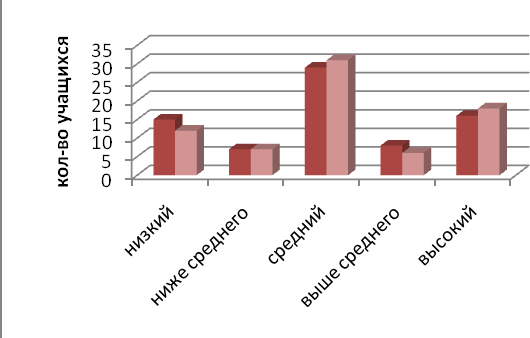 кол-во учащихся
35
30
25
20
15
10
5
0
низкий
ниже среднего
средний
выше среднего
высокий